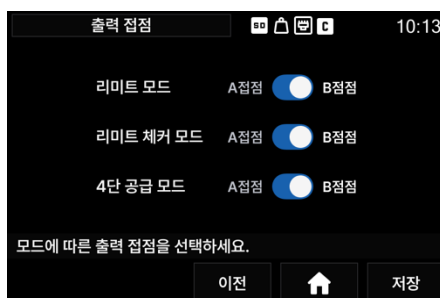 출력 접점 SD C 10:13
리미트 모드 A접점 B접점
리미트 체커 모드 A접점 B접점
4단 공급 모드 A접점 B접점
모드에 따른 출력 접점을 선택하세요.
이전 저장